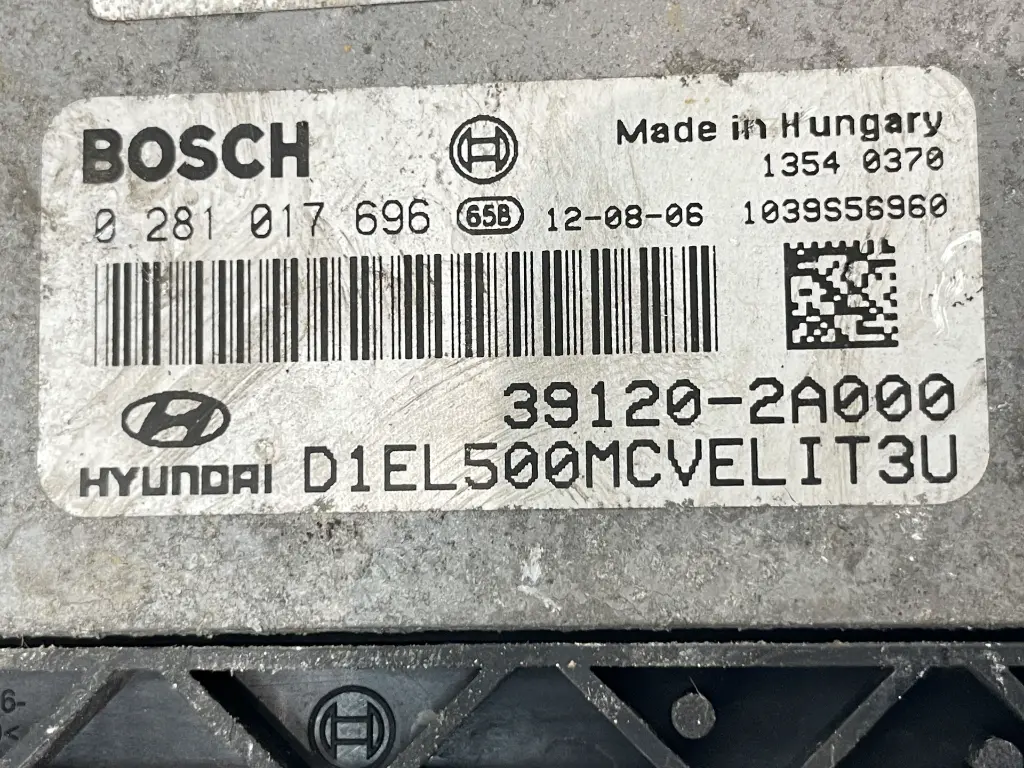 BOSCH
Made in Hungary
1354 0370
0 281 017 696 65B 12-08-06 1039S56960
39120-2A000
HYUNDAI D1EL500MCVELIT3U